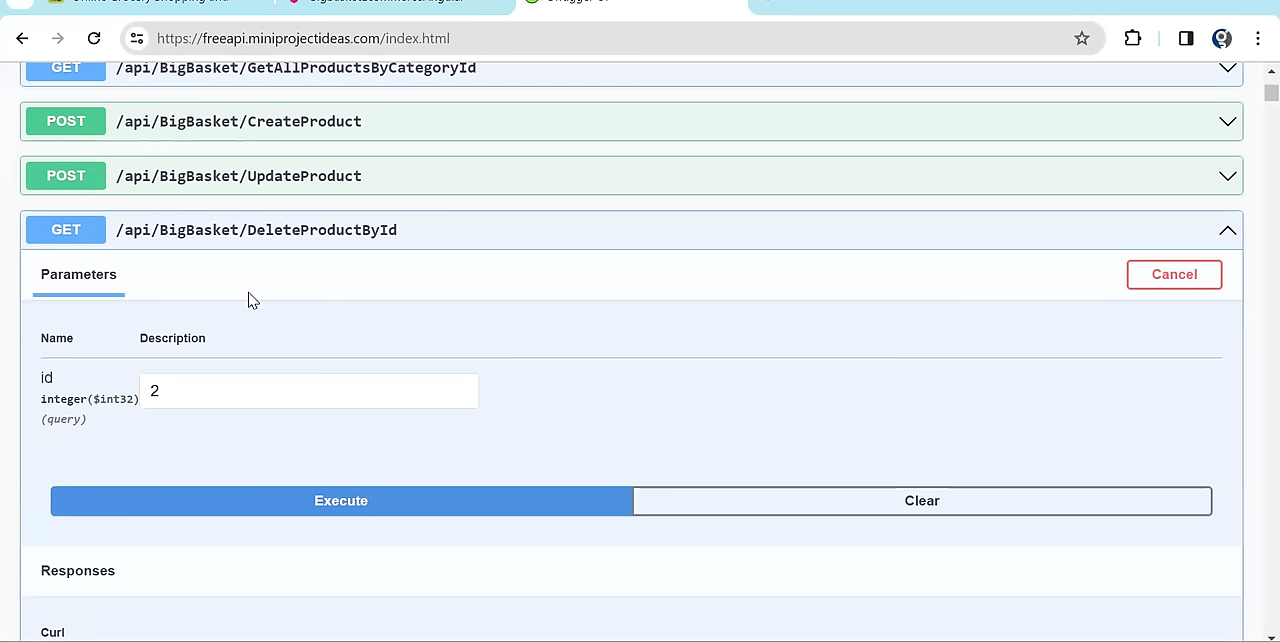 https://freeapi.miniprojectideas.com/index.html
GET /api/BigBasket/GetAllProductsByCategoryId
POST /api/BigBasket/CreateProduct
POST /api/BigBasket/UpdateProduct
GET /api/BigBasket/DeleteProductById
Parameters Cancel
Name Description
id
integer($int32) 2
(query)
Execute Clear
Responses
Curl